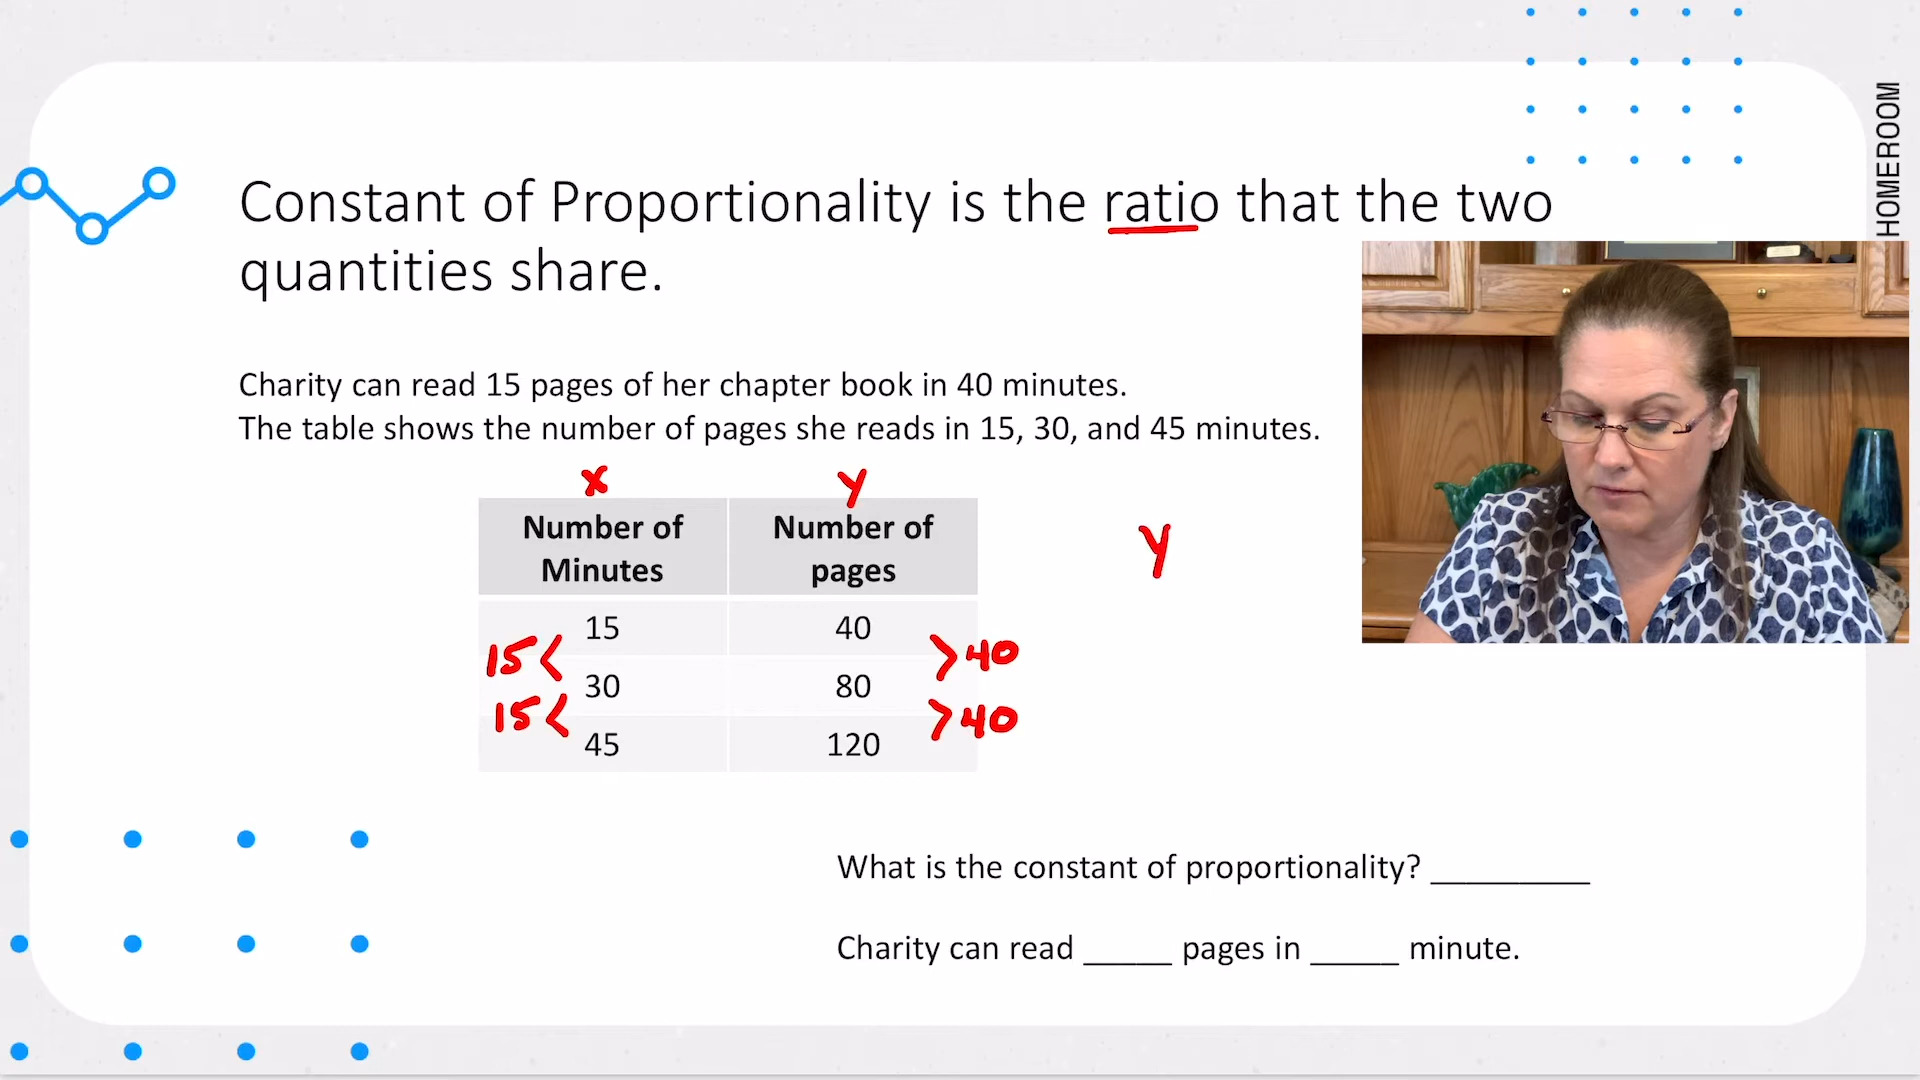 HOMEROOM
Constant of Proportionality is the ratio that the two
quantities share.
Charity can read 15 pages of her chapter book in 40 minutes.
The table shows the number of pages she reads in 15, 30, and 45 minutes.
x y
Number of Minutes Number of pages
y
15 40
15< >40
30 80
15< >40
45 120
What is the constant of proportionality? _________
Charity can read _____ pages in _____ minute.